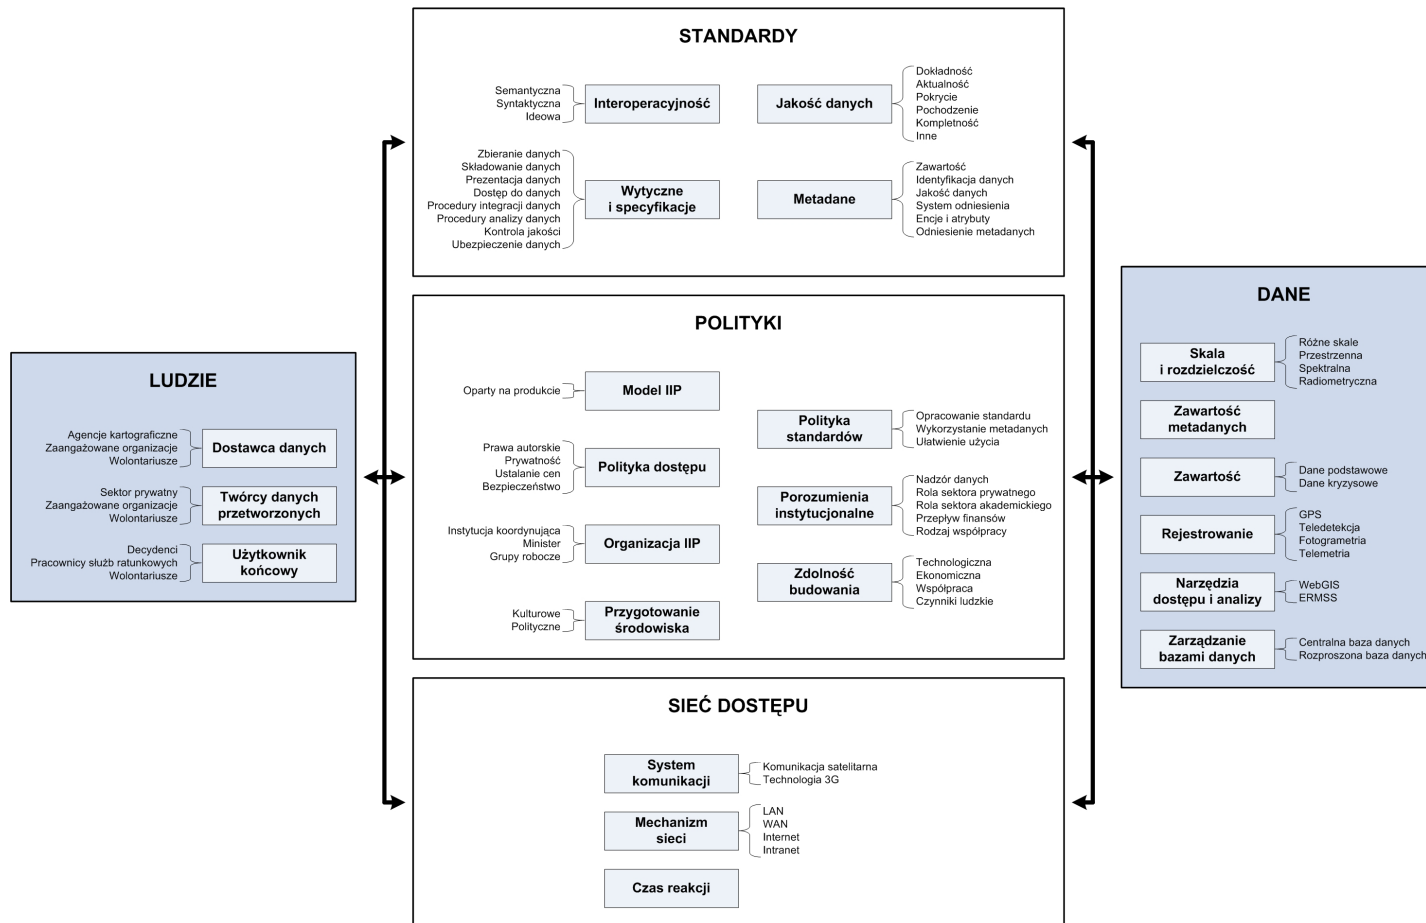 STANDARDY
Semantyczna
Syntaktyczna
Ideowa
Interoperacyjność
Jakość danych
Dokładność
Aktualność
Pokrycie
Pochodzenie
Kompletność
Inne
Zbieranie danych
Składowanie danych
Prezentacja danych
Dostęp do danych
Procedury integracji danych
Procedury analizy danych
Kontrola jakości
Ubezpieczenie danych
Wytyczne
i specyfikacje
Metadane
Zawartość
Identyfikacja danych
Jakość danych
System odniesienia
Encje i atrybuty
Odniesienie metadanych
LUDZIE
Agencje kartograficzne
Zaangażowane organizacje
Wolontariusze
Dostawca danych
Sektor prywatny
Zaangażowane organizacje
Wolontariusze
Twórcy danych
przetworzonych
Decydenci
Pracownicy służb ratunkowych
Wolontariusze
Użytkownik
końcowy
POLITYKI
Oparty na produkcie
Model IIP
Prawa autorskie
Prywatność
Ustalanie cen
Bezpieczeństwo
Polityka dostępu
Instytucja koordynująca
Minister
Grupy robocze
Organizacja IIP
Kulturowe
Polityczne
Przygotowanie
środowiska
Polityka
standardów
Opracowanie standardu
Wykorzystanie metadanych
Ułatwienie użycia
Porozumienia
instytucjonalne
Nadzór danych
Rola sektora prywatnego
Rola sektora akademickiego
Przepływ finansów
Rodzaj współpracy
Zdolność
budowania
Technologiczna
Ekonomiczna
Współpraca
Czynniki ludzkie
DANE
Skala
i rozdzielczość
Różne skale
Przestrzenna
Spektralna
Radiometryczna
Zawartość
metadanych
Zawartość
Dane podstawowe
Dane kryzysowe
Rejestrowanie
GPS
Teledetekcja
Fotogrametria
Telemetria
Narzędzia
dostępu i analizy
WebGIS
ERMSS
Zarządzanie
bazami danych
Centralna baza danych
Rozproszona baza danych
SIEĆ DOSTĘPU
System
komunikacji
Komunikacja satelitarna
Technologia 3G
Mechanizm
sieci
LAN
WAN
Internet
Intranet
Czas reakcji